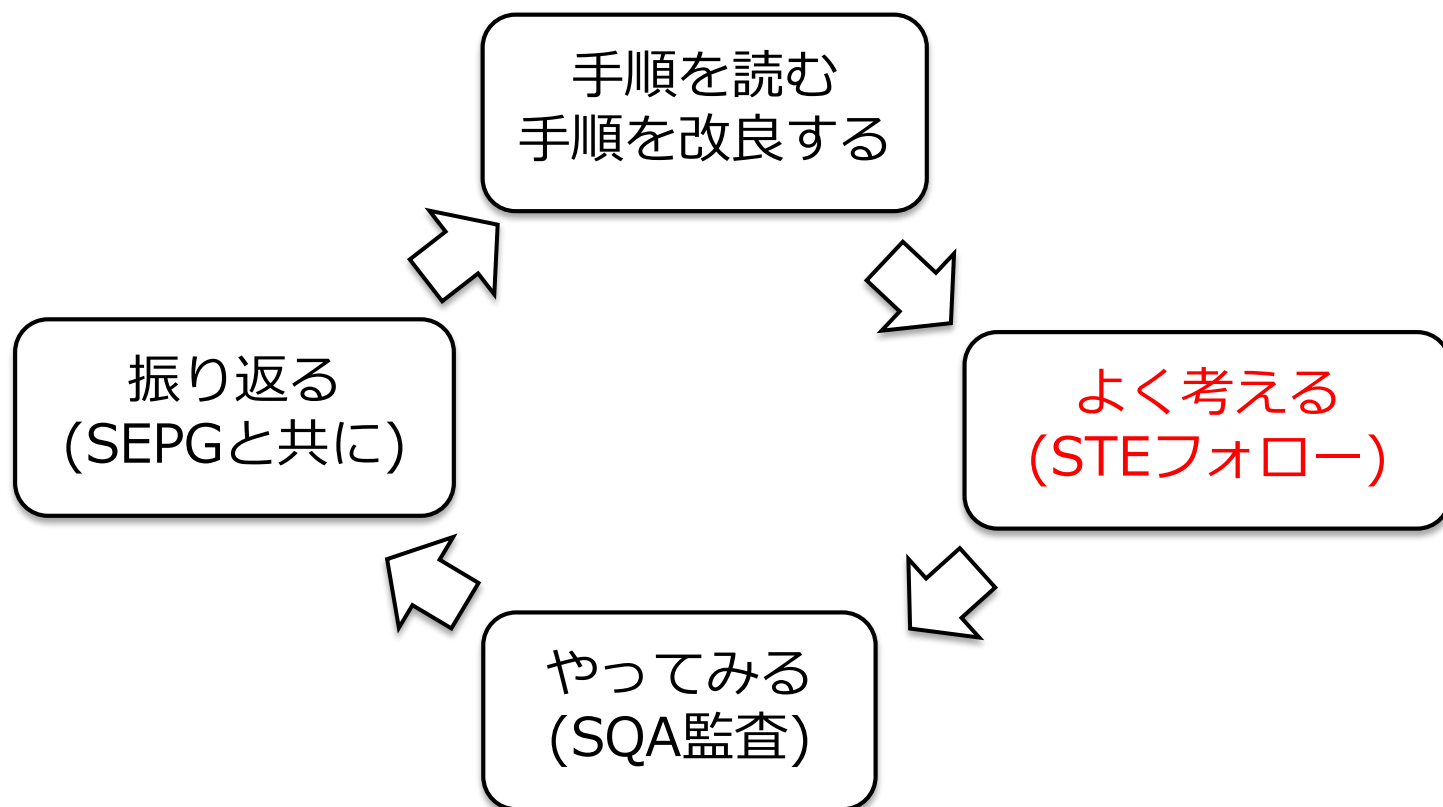 手順を読む
手順を改良する
よく考える
(STEフォロー)
やってみる
(SQA監査)
振り返る
(SEPGと共に)